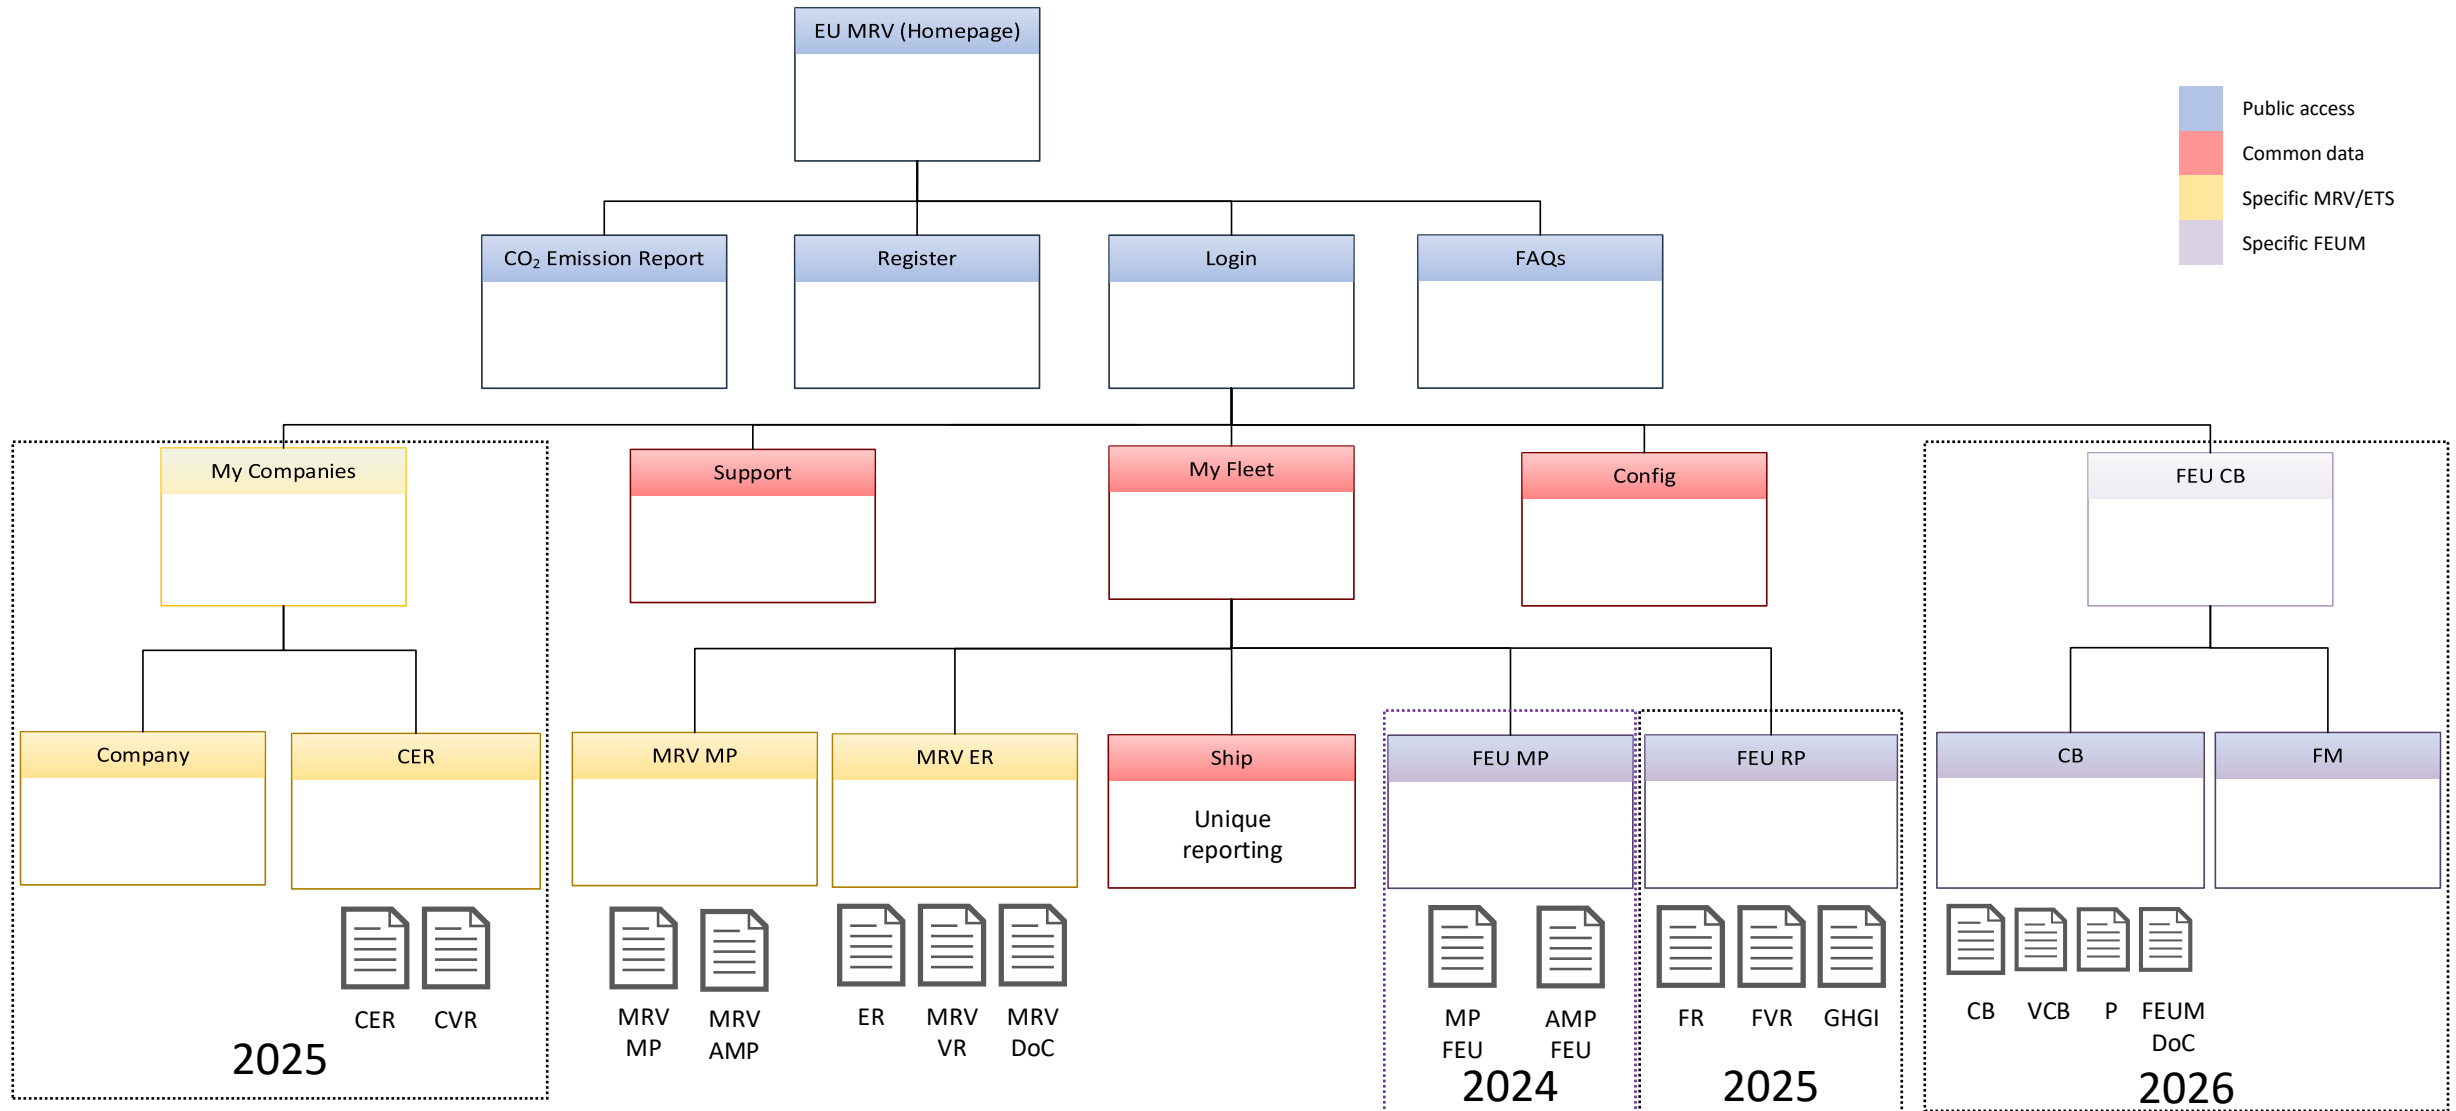 EU MRV (Homepage)
Public access
Common data
Specific MRV/ETS
Specific FEUM
CO₂ Emission Report
Register
Login
FAQs
My Companies
Support
My Fleet
Config
FEU CB
Company
CER
MRV MP
MRV ER
Ship
FEU MP
FEU RP
CB
FM
Unique
reporting
CER
CVR
MRV
MP
MRV
AMP
ER
MRV
VR
MRV
DoC
MP
FEU
AMP
FEU
FR
FVR
GHGI
CB
VCB
P
FEUM
DoC
2025
2024
2025
2026